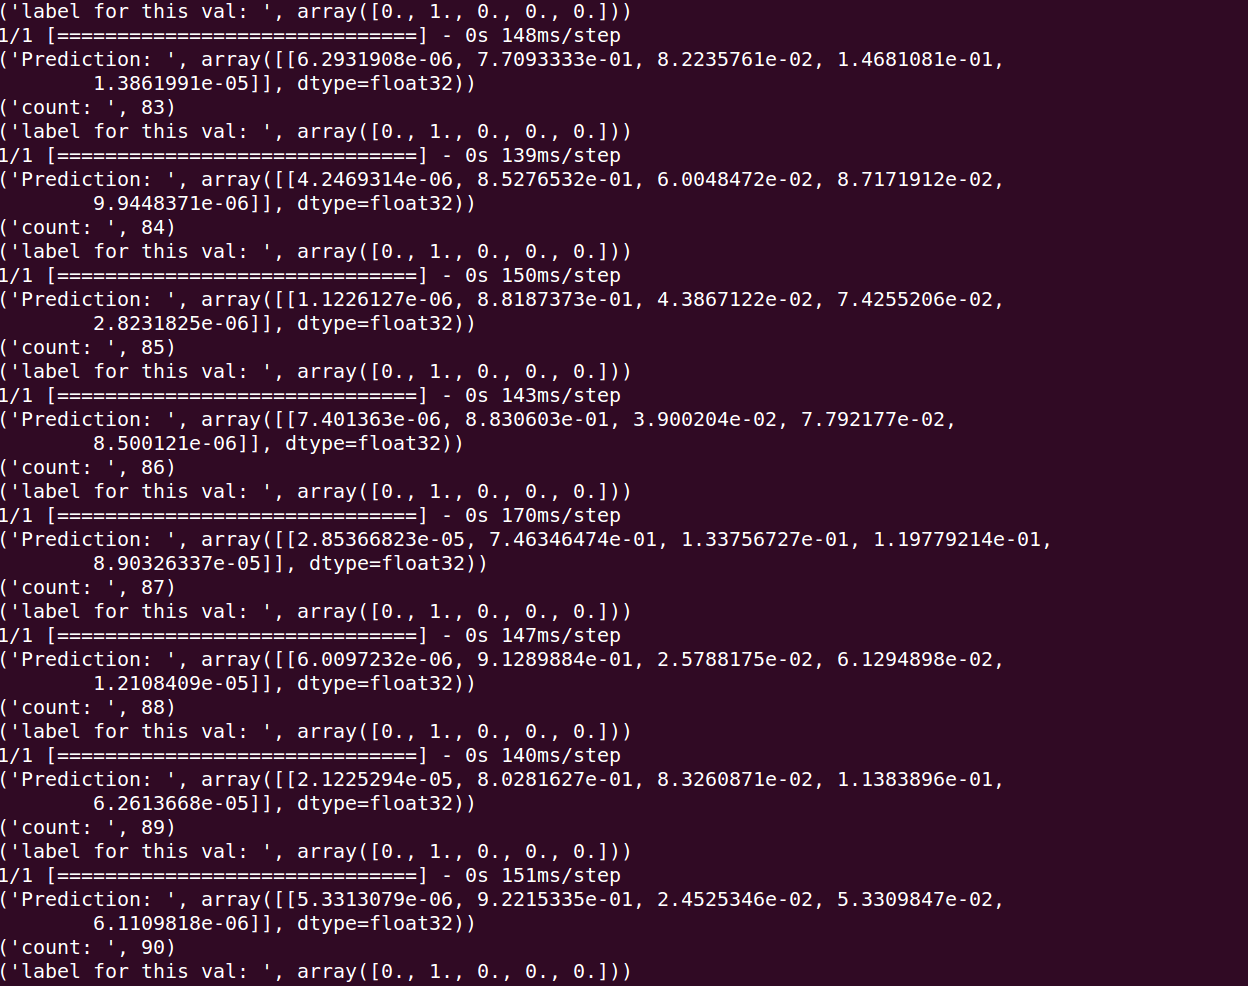 ('label for this val: ', array([0., 1., 0., 0., 0.]))
1/1 [==============================] - 0s 148ms/step
('Prediction: ', array([[6.2931908e-06, 7.7093333e-01, 8.2235761e-02, 1.4681081e-01,
        1.3861991e-05]], dtype=float32))
('count: ', 83)
('label for this val: ', array([0., 1., 0., 0., 0.]))
1/1 [==============================] - 0s 139ms/step
('Prediction: ', array([[4.2469314e-06, 8.5276532e-01, 6.0048472e-02, 8.7171912e-02,
        9.9448371e-06]], dtype=float32))
('count: ', 84)
('label for this val: ', array([0., 1., 0., 0., 0.]))
1/1 [==============================] - 0s 150ms/step
('Prediction: ', array([[1.1226127e-06, 8.8187373e-01, 4.3867122e-02, 7.4255206e-02,
        2.8231825e-06]], dtype=float32))
('count: ', 85)
('label for this val: ', array([0., 1., 0., 0., 0.]))
1/1 [==============================] - 0s 143ms/step
('Prediction: ', array([[7.401363e-06, 8.830603e-01, 3.900204e-02, 7.792177e-02,
        8.500121e-06]], dtype=float32))
('count: ', 86)
('label for this val: ', array([0., 1., 0., 0., 0.]))
1/1 [==============================] - 0s 170ms/step
('Prediction: ', array([[2.85366823e-05, 7.46346474e-01, 1.33756727e-01, 1.19779214e-01,
        8.90326337e-05]], dtype=float32))
('count: ', 87)
('label for this val: ', array([0., 1., 0., 0., 0.]))
1/1 [==============================] - 0s 147ms/step
('Prediction: ', array([[6.0097232e-06, 9.1289884e-01, 2.5788175e-02, 6.1294898e-02,
        1.2108409e-05]], dtype=float32))
('count: ', 88)
('label for this val: ', array([0., 1., 0., 0., 0.]))
1/1 [==============================] - 0s 140ms/step
('Prediction: ', array([[2.1225294e-05, 8.0281627e-01, 8.3260871e-02, 1.1383896e-01,
        6.2613668e-05]], dtype=float32))
('count: ', 89)
('label for this val: ', array([0., 1., 0., 0., 0.]))
1/1 [==============================] - 0s 151ms/step
('Prediction: ', array([[5.3313079e-06, 9.2215335e-01, 2.4525346e-02, 5.3309847e-02,
        6.1109818e-06]], dtype=float32))
('count: ', 90)
('label for this val: ', array([0., 1., 0., 0., 0.]))